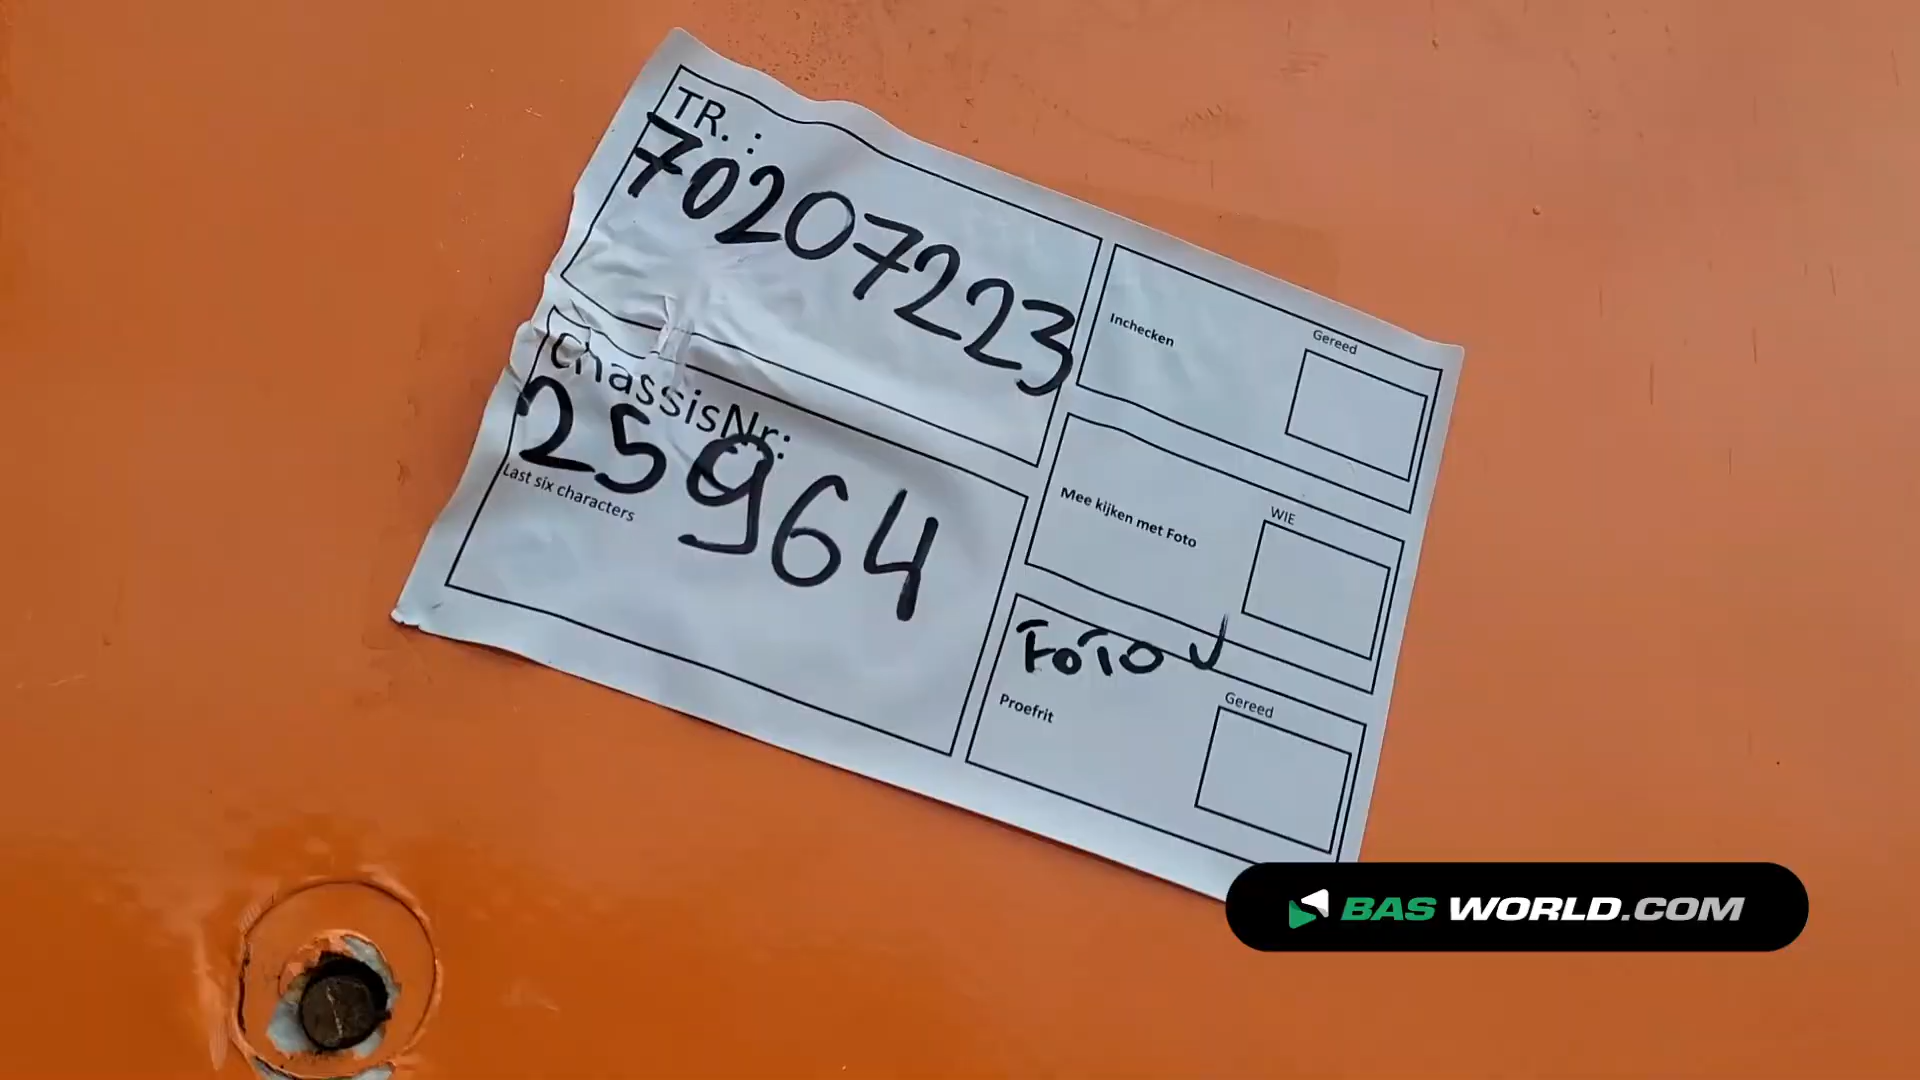 TR. :
70207223
ChassisNr:
25964
Last six characters
Inchecken
Gereed
Mee kijken met Foto
WIE
FOTO
Proefrit
Gereed
BAS WORLD.COM